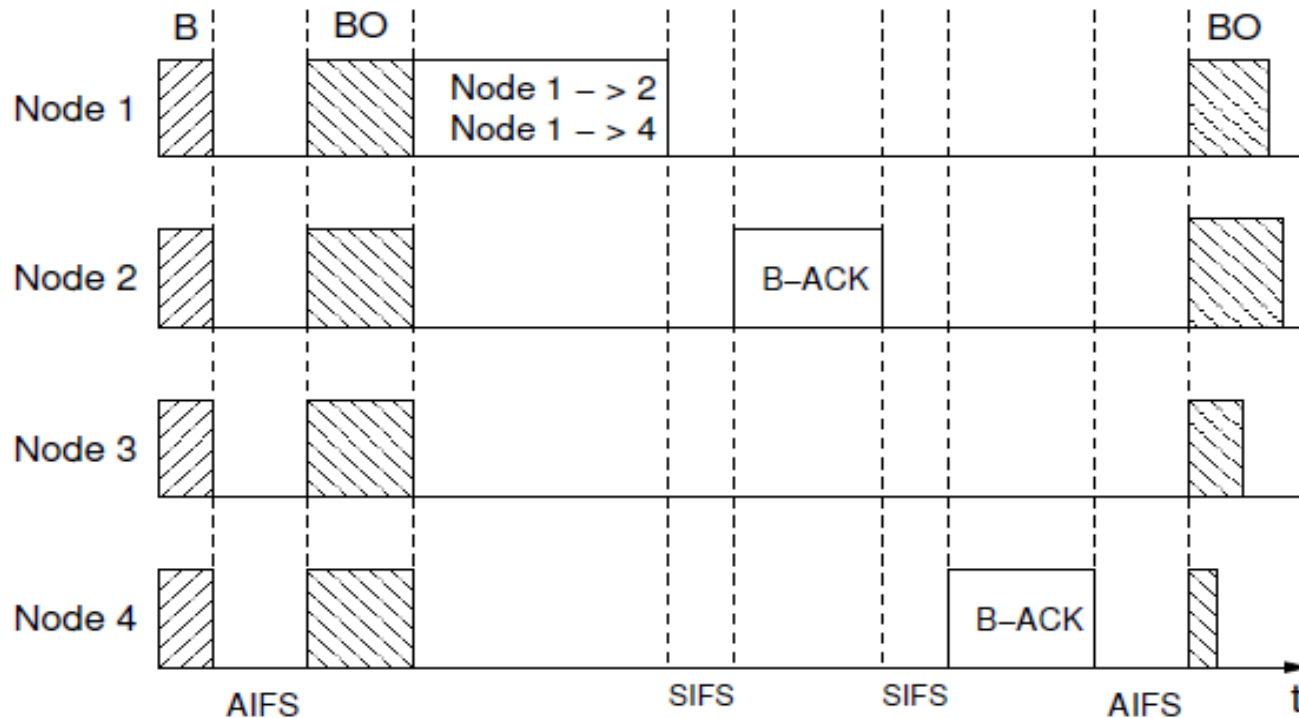 B BO BO
Node 1
Node 1 – > 2
Node 1 – > 4
Node 2
B–ACK
Node 3
Node 4
B–ACK
AIFS SIFS SIFS AIFS t